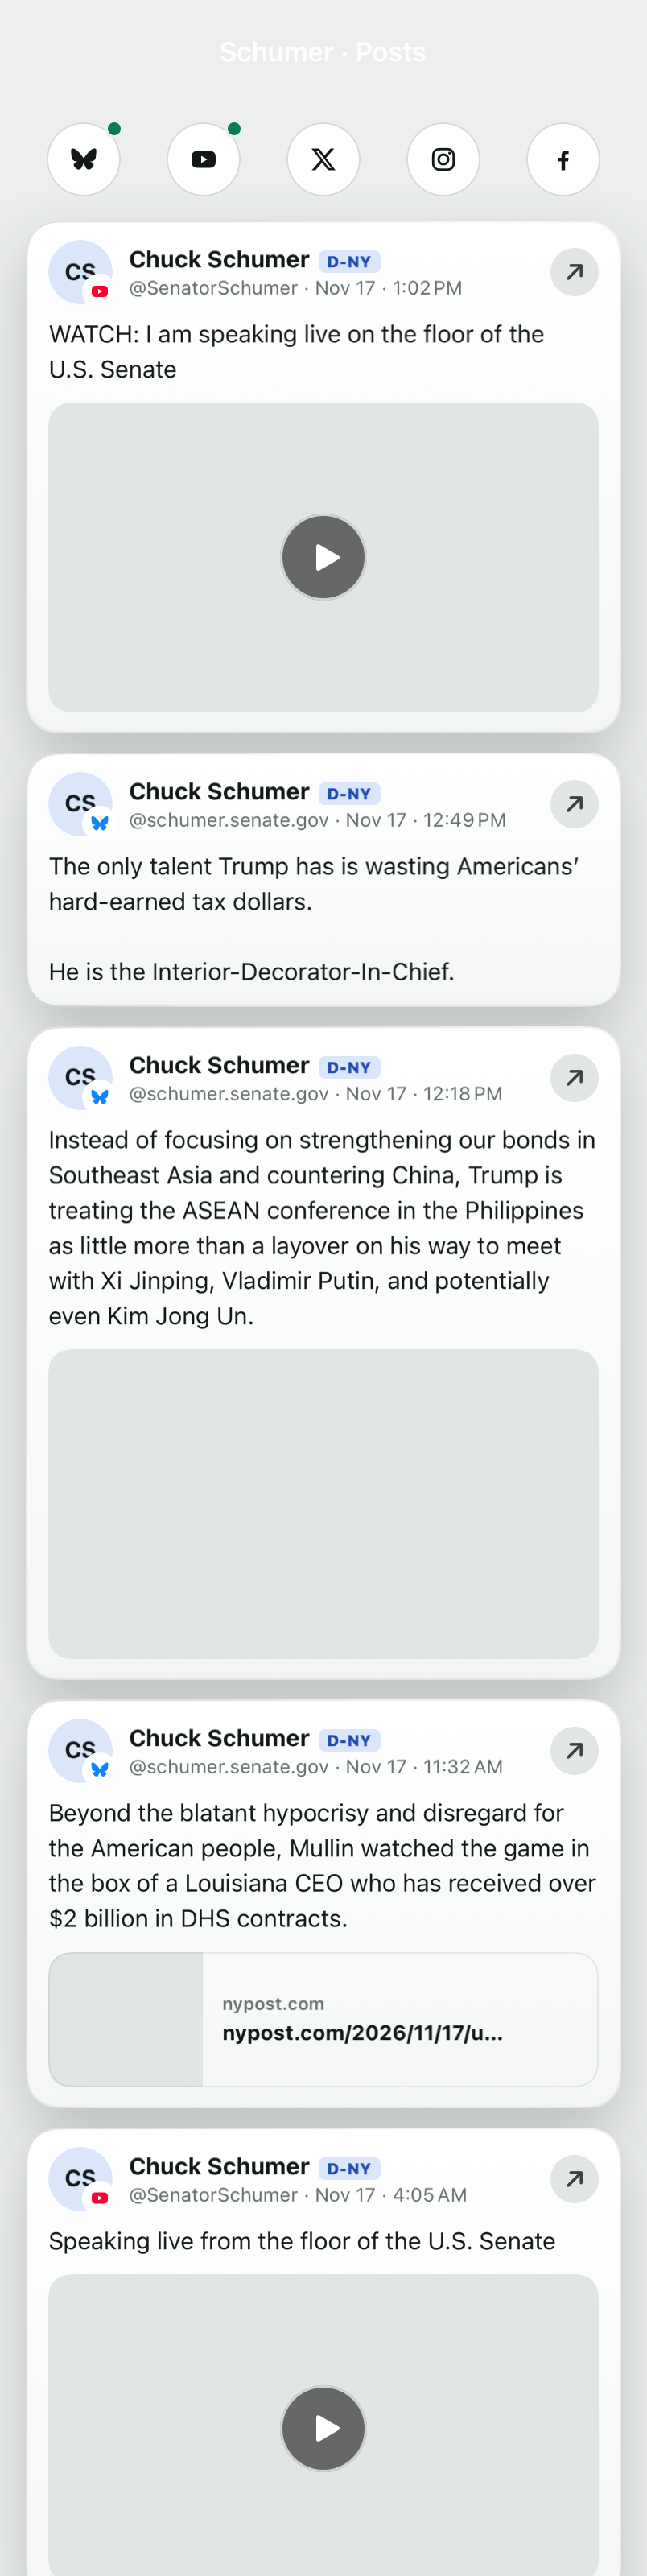 Schumer · Posts
Chuck Schumer D-NY
CS
@SenatorSchumer · Nov 17 · 1:02 PM
WATCH: I am speaking live on the floor of the
U.S. Senate
Chuck Schumer D-NY
CS
@schumer.senate.gov · Nov 17 · 12:49 PM
The only talent Trump has is wasting Americans’
hard-earned tax dollars.
He is the Interior-Decorator-In-Chief.
Chuck Schumer D-NY
CS
@schumer.senate.gov · Nov 17 · 12:18 PM
Instead of focusing on strengthening our bonds in
Southeast Asia and countering China, Trump is
treating the ASEAN conference in the Philippines
as little more than a layover on his way to meet
with Xi Jinping, Vladimir Putin, and potentially
even Kim Jong Un.
Chuck Schumer D-NY
CS
@schumer.senate.gov · Nov 17 · 11:32 AM
Beyond the blatant hypocrisy and disregard for
the American people, Mullin watched the game in
the box of a Louisiana CEO who has received over
$2 billion in DHS contracts.
nypost.com
nypost.com/2026/11/17/u...
Chuck Schumer D-NY
CS
@SenatorSchumer · Nov 17 · 4:05 AM
Speaking live from the floor of the U.S. Senate